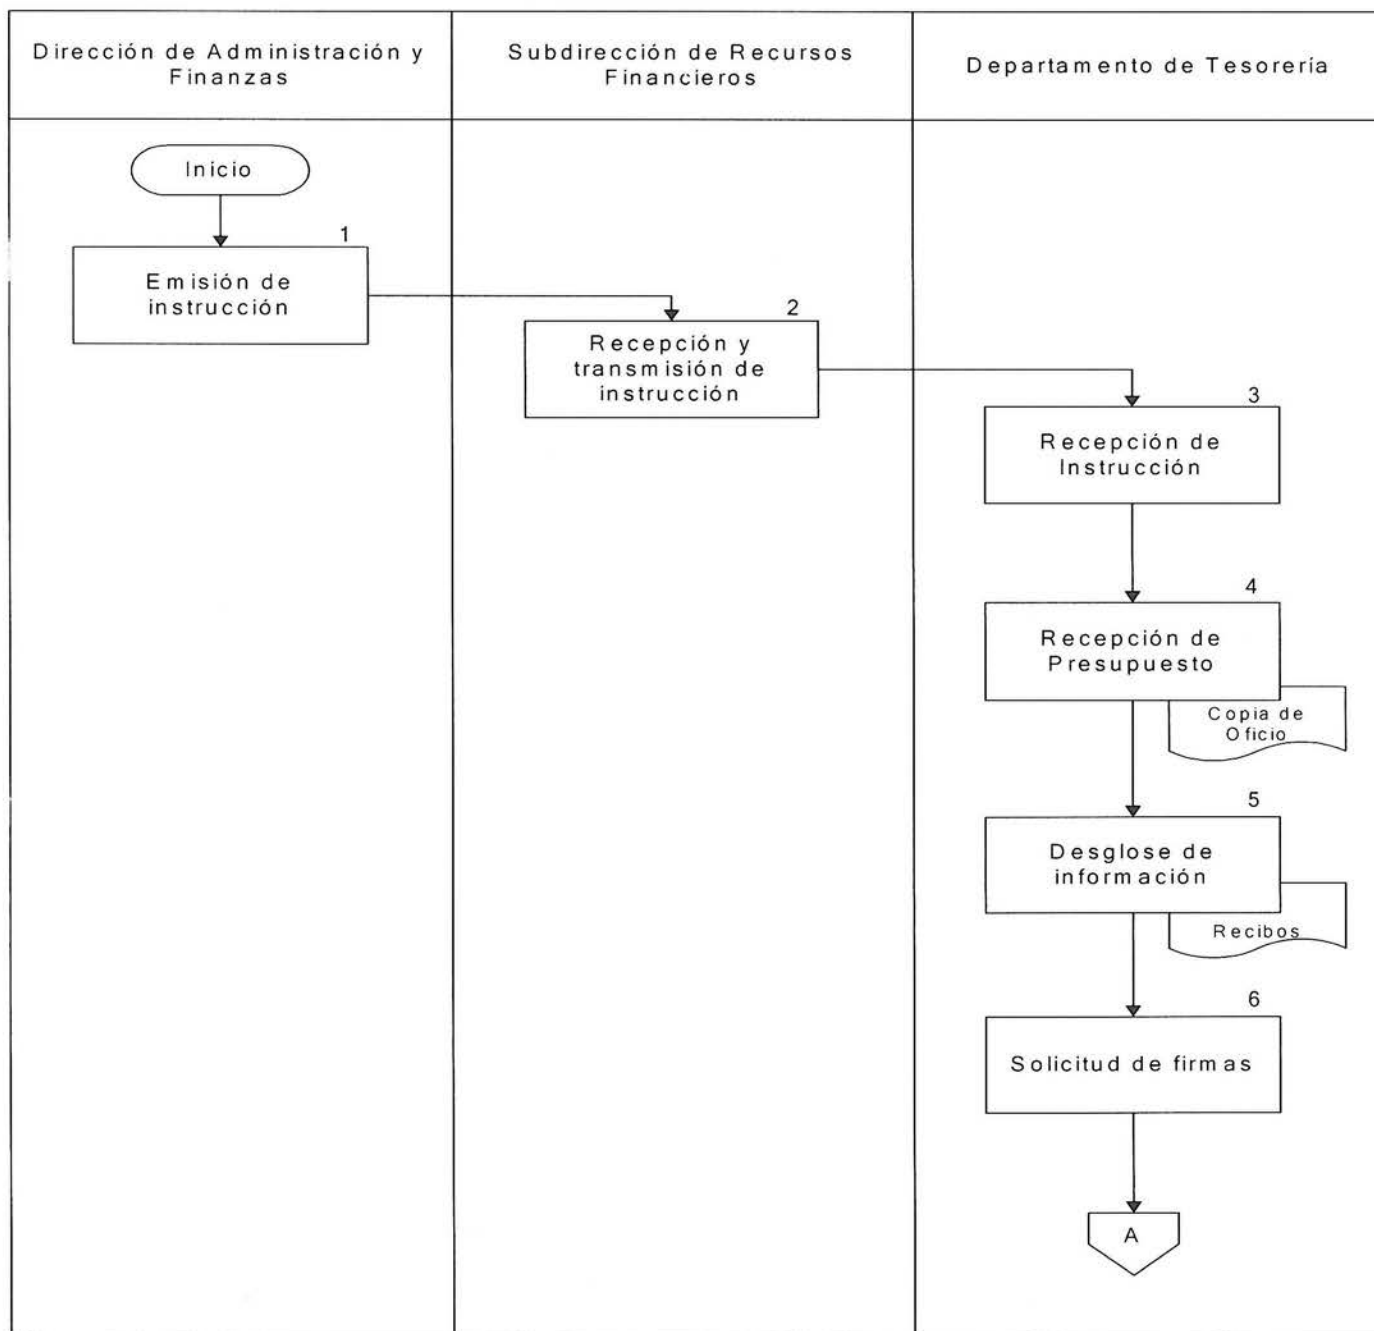 Dirección de Administración y
Finanzas
Subdirección de Recursos
Financieros
Departamento de Tesorería
Inicio
1
Emisión de
instrucción
2
Recepción y
transmisión de
instrucción
3
Recepción de
Instrucción
4
Recepción de
Presupuesto
Copia de
Oficio
5
Desglose de
información
Recibos
6
Solicitud de firmas
A